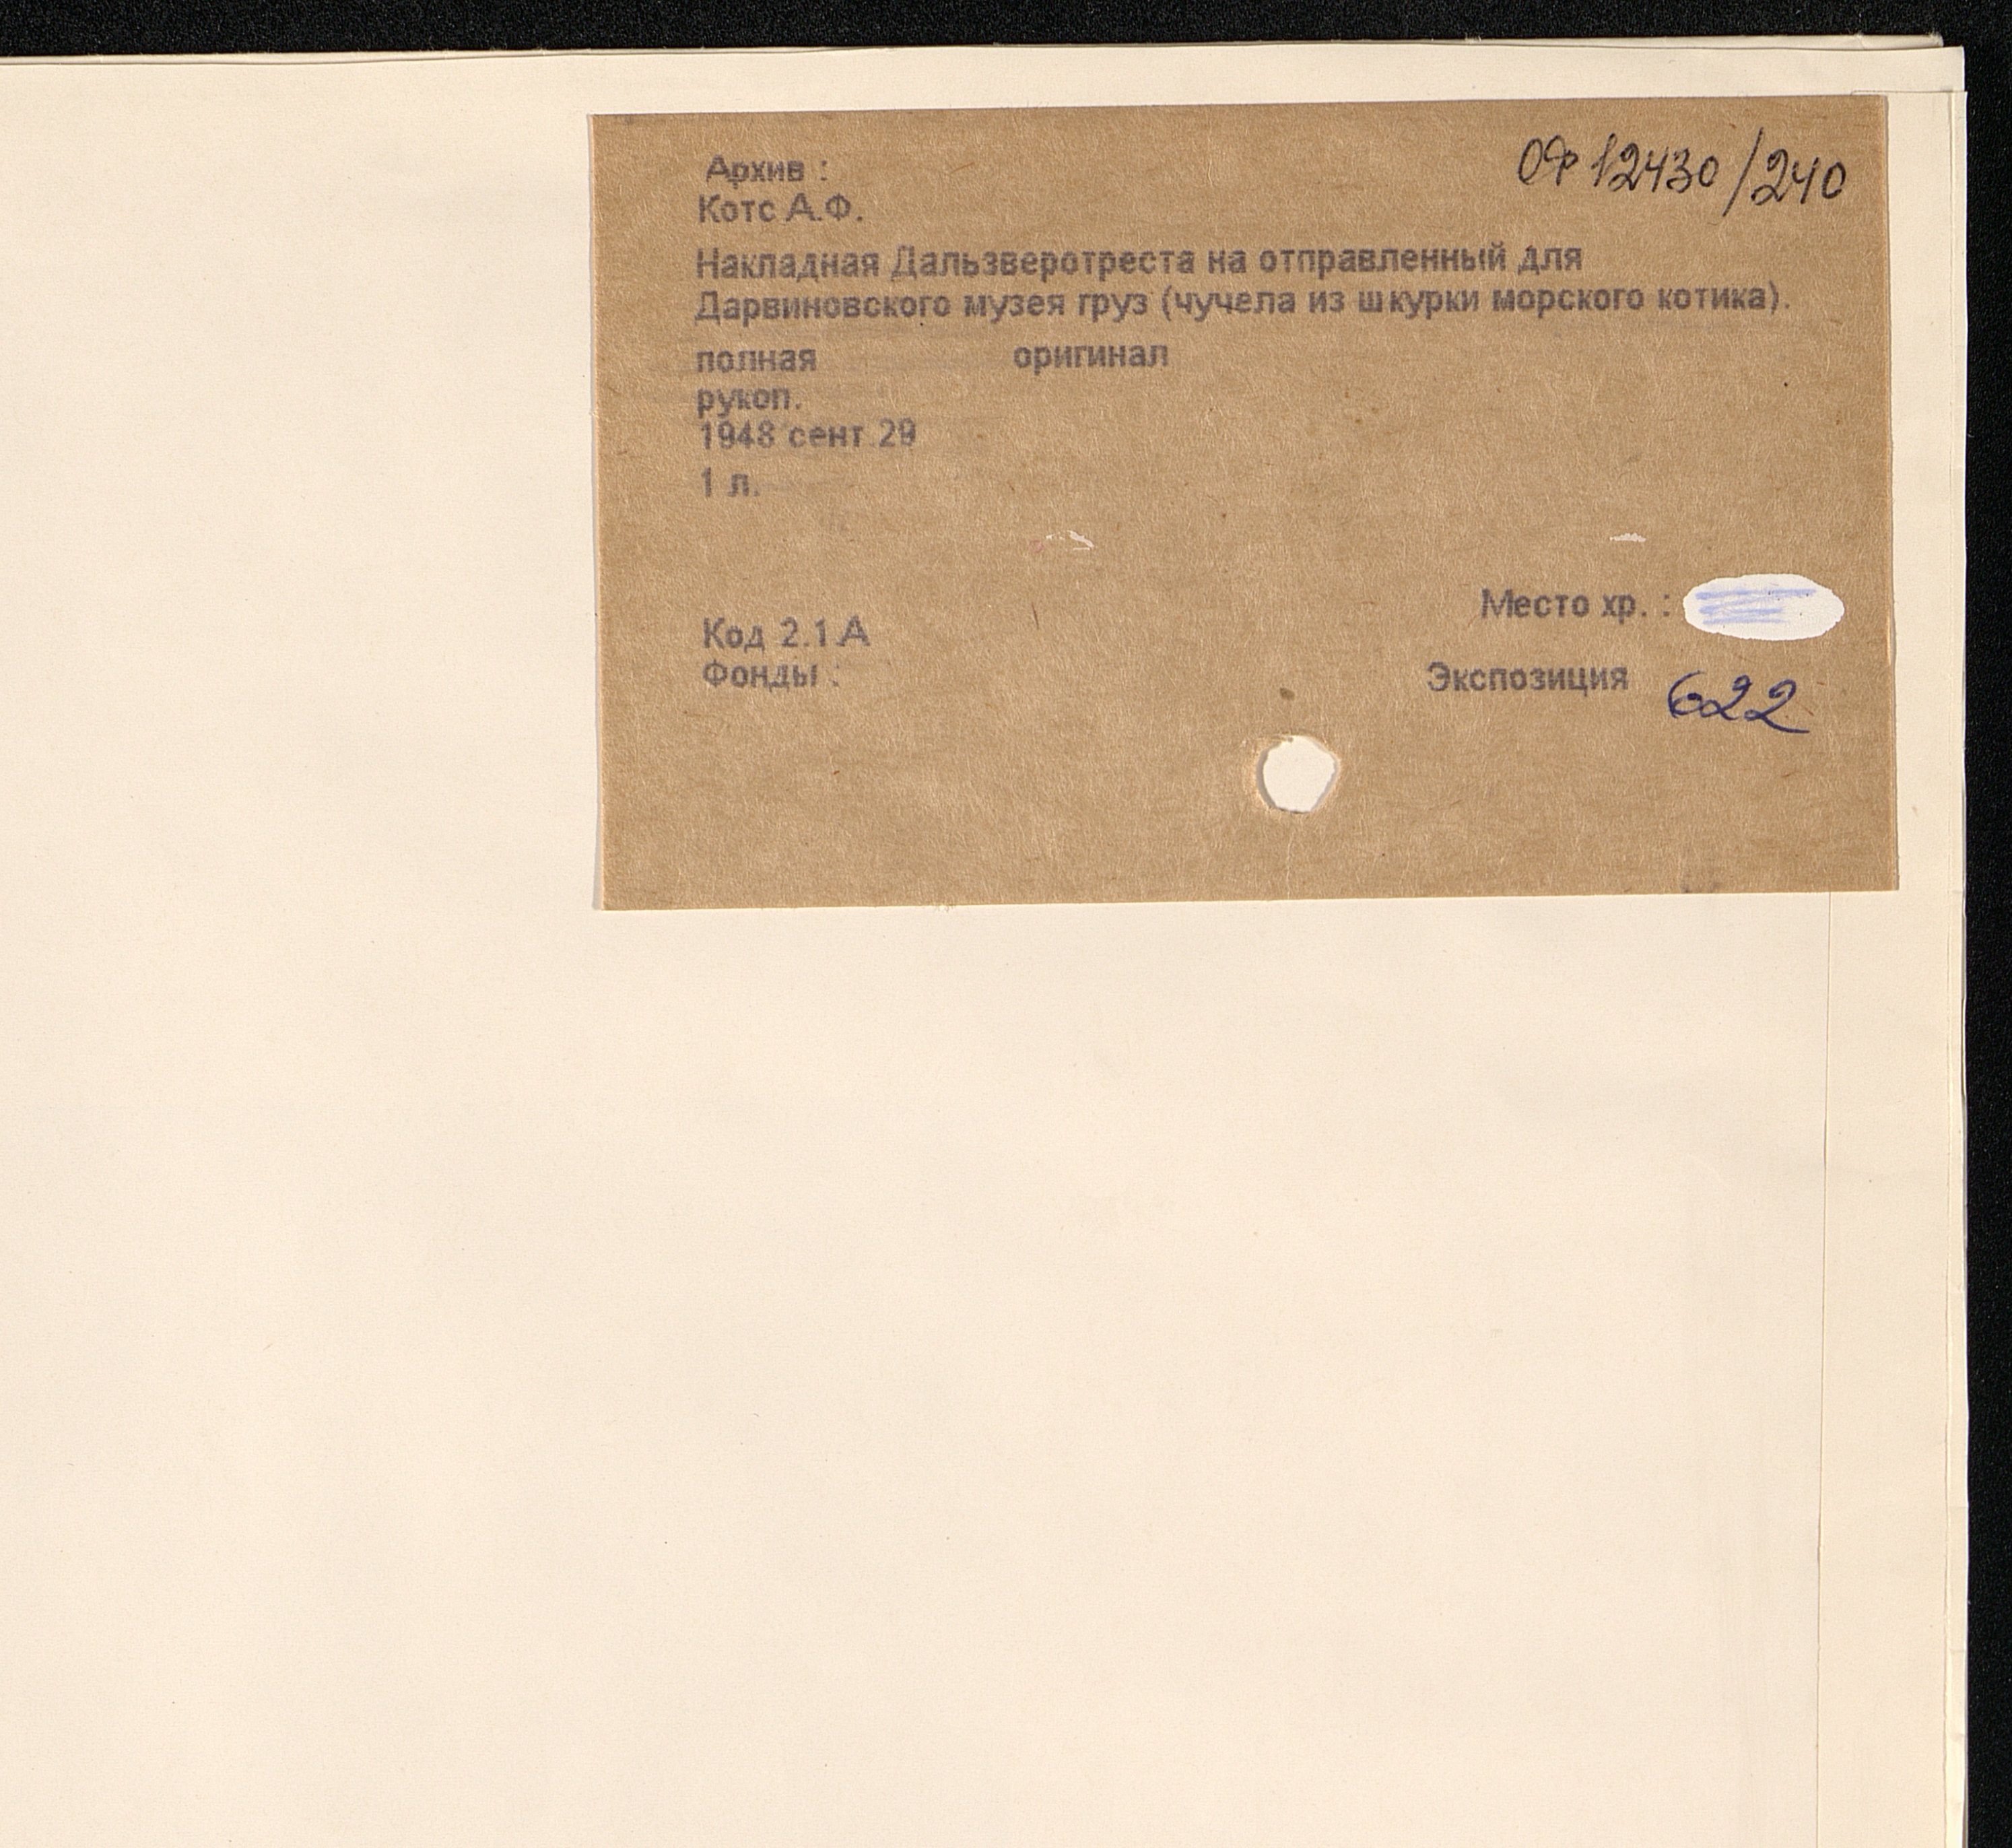 ОФ 12430/240
Архив :
Котс А.Ф.
Накладная Дальзверотреста на отправленный для
Дарвиновского музея груз (чучела из шкурки морского котика).
полная оригинал
рукоп.
1948 сент.29
1 л.
Место хр. :
Код 2.1.А
Фонды :
Экспозиция 622